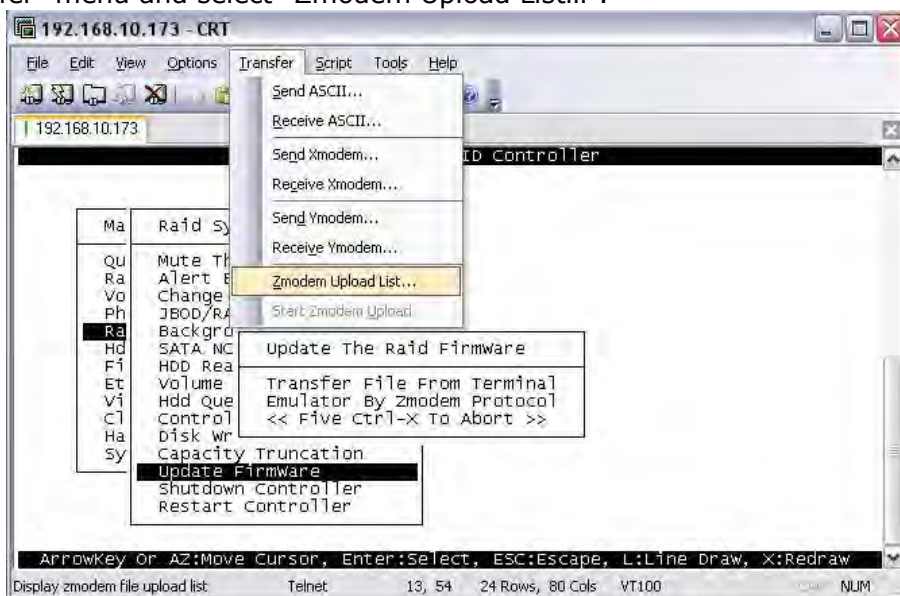 fer" menu and select "Zmodem Upload List...".
192.168.10.173 - CRT
File Edit View Options Transfer Script Tools Help
192.168.10.173
Send ASCII...
Receive ASCII...
Send Xmodem...
Receive Xmodem...
Send Ymodem...
Receive Ymodem...
Zmodem Upload List...
Start Zmodem Upload
ID Controller
Ma
Qu
Ra
Vo
Ph
Ra
Hd
Fi
Et
Vi
Cl
Ha
Sy
Raid Sy
Mute Th
Alert B
Change
JBOD/RA
Backgro
SATA NC
HDD Rea
Volume
Hdd Que
Control
Disk Wr
Capacity Truncation
Update Firmware
Shutdown Controller
Restart Controller
Update The Raid Firmware
Transfer File From Terminal
Emulator By Zmodem Protocol
<< Five Ctrl-X To Abort >>
ArrowKey Or AZ:Move Cursor, Enter:Select, ESC:Escape, L:Line Draw, X:Redraw
Display zmodem file upload list Telnet 13, 54 24 Rows, 80 Cols VT100 NUM